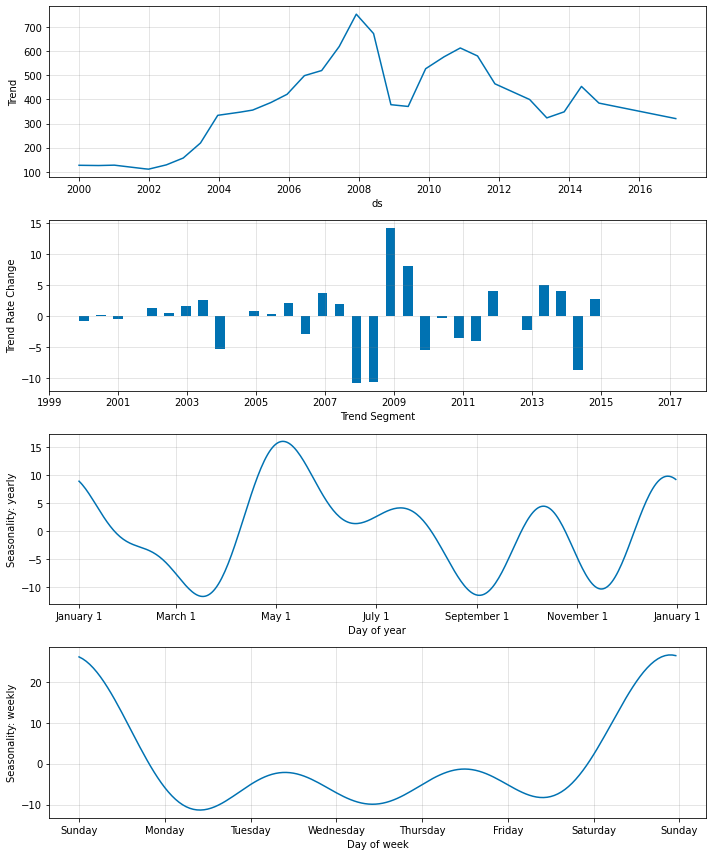 Trend
700
600
500
400
300
200
100
2000 2002 2004 2006 2008 2010 2012 2014 2016
ds
Trend Rate Change
15
10
5
0
−5
−10
1999 2001 2003 2005 2007 2009 2011 2013 2015 2017
Trend Segment
Seasonality: yearly
15
10
5
0
−5
−10
January 1 March 1 May 1 July 1 September 1 November 1 January 1
Day of year
Seasonality: weekly
20
10
0
−10
Sunday Monday Tuesday Wednesday Thursday Friday Saturday Sunday
Day of week